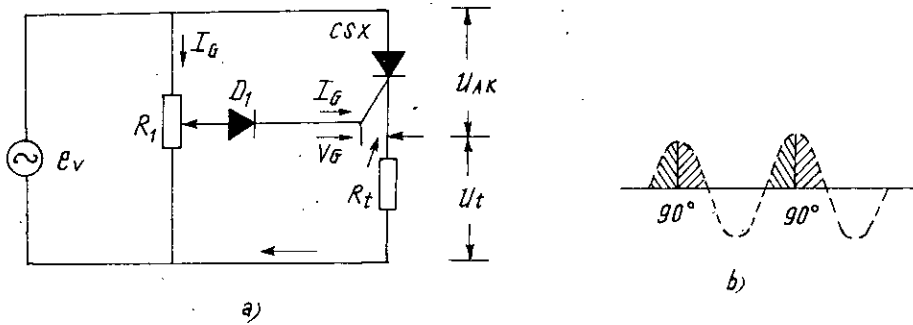 CSX
I_G
D_1
I_G
U_AK
R_1
V_G
e_v
R_t
U_t
90°
90°
a)
b)